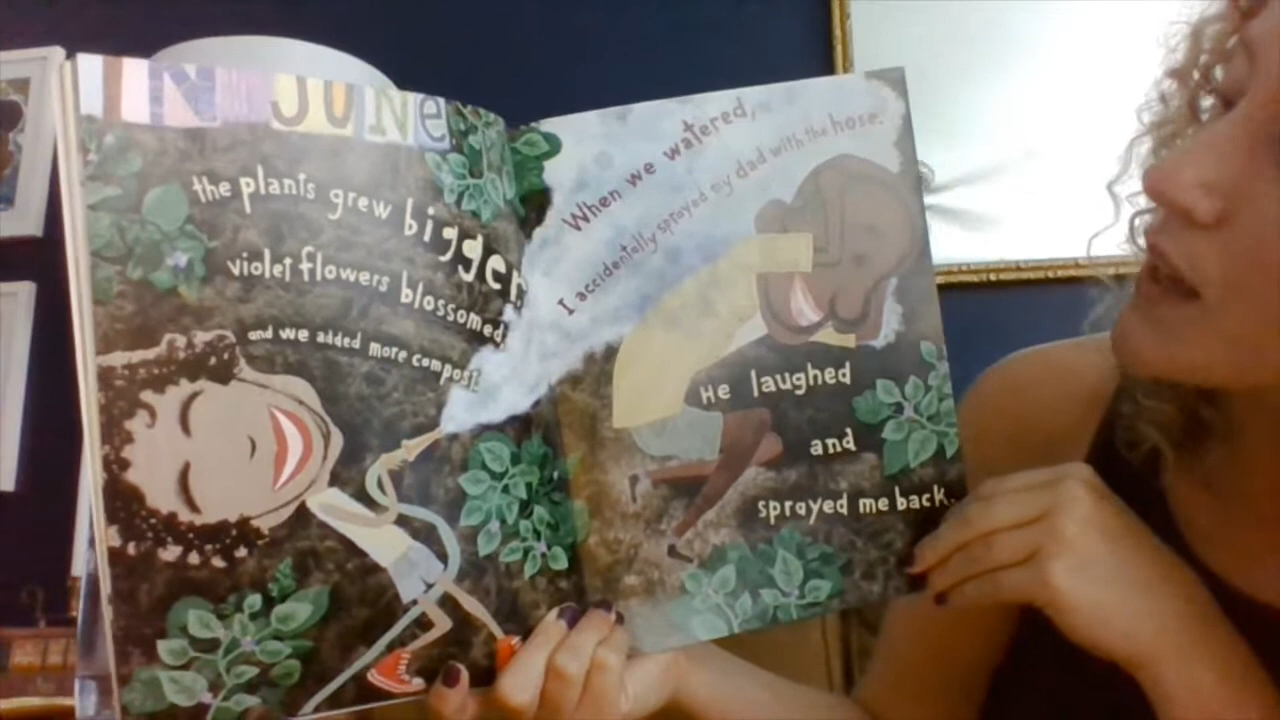 IN JUNE
the plants grew bigger,
violet flowers blossomed,
and we added more compost.
When we watered,
I accidentally sprayed my dad with the hose.
He laughed
and
sprayed me back.